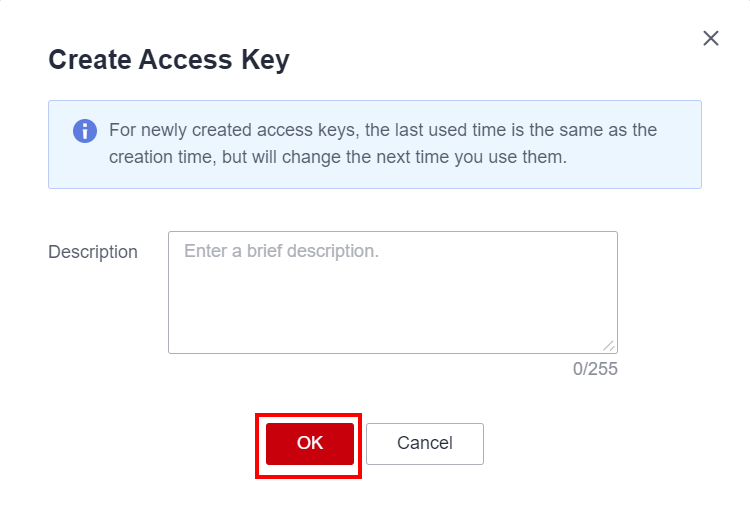 Create Access Key
For newly created access keys, the last used time is the same as the
creation time, but will change the next time you use them.
Description
Enter a brief description.
0/255
OK
Cancel